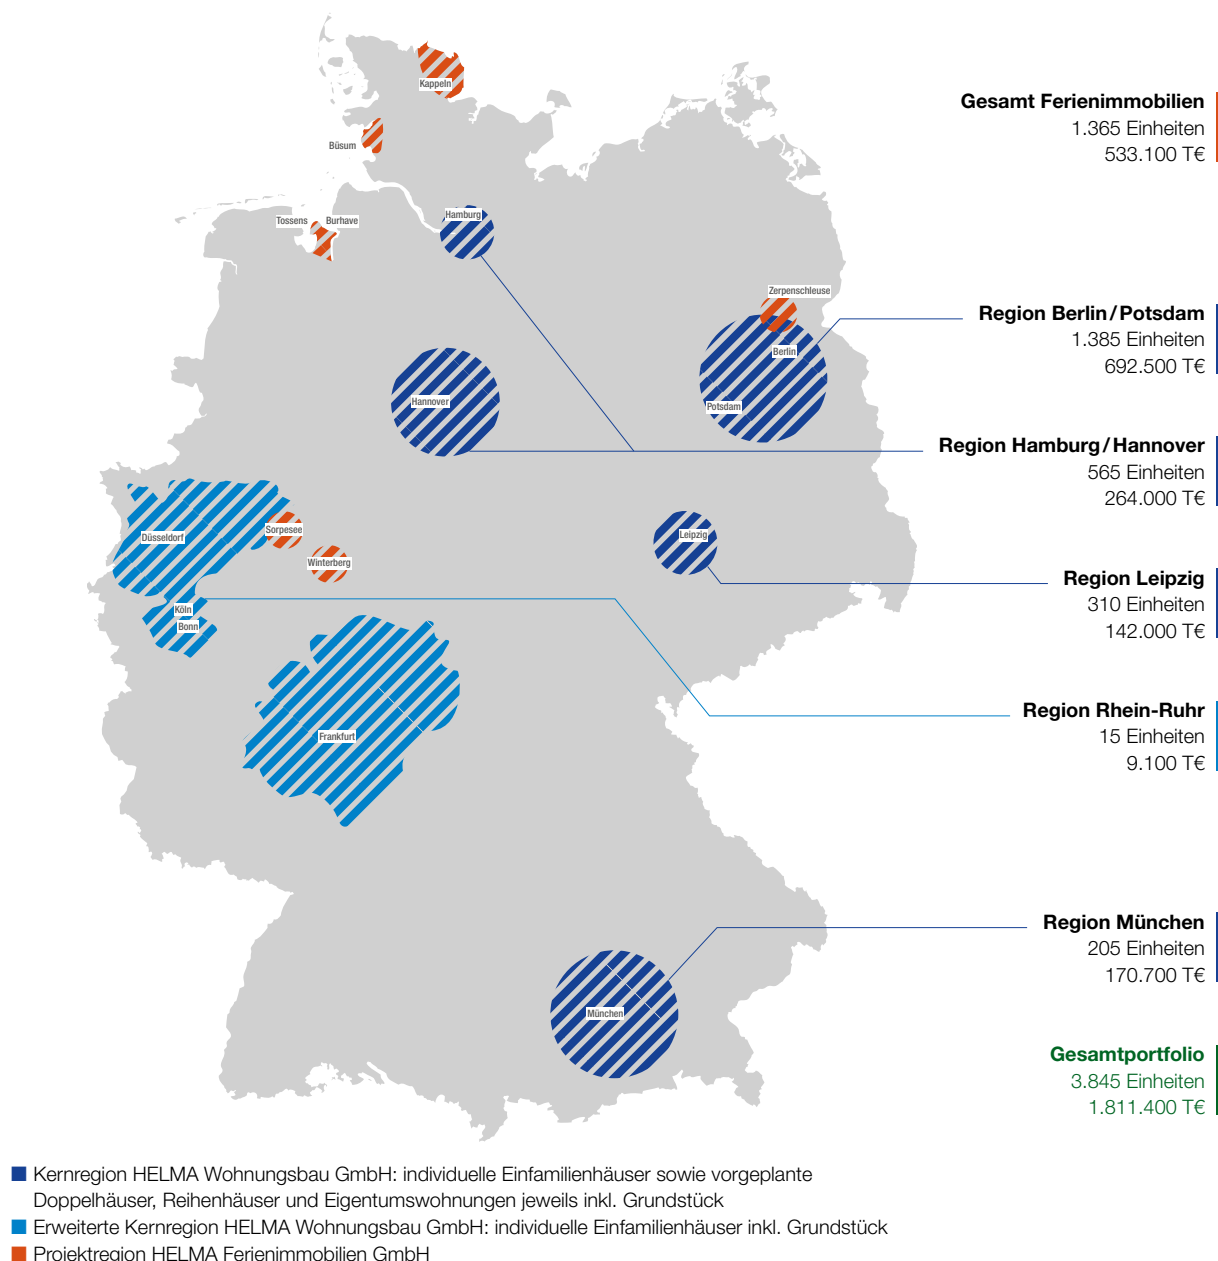 Kappeln
Büsum
Tossens
Burhave
Hamburg
Zerpenschleuse
Berlin
Potsdam
Hannover
Düsseldorf
Sorpesee
Winterberg
Leipzig
Köln
Bonn
Frankfurt
München
Gesamt Ferienimmobilien
1.365 Einheiten
533.100 T€
Region Berlin/Potsdam
1.385 Einheiten
692.500 T€
Region Hamburg/Hannover
565 Einheiten
264.000 T€
Region Leipzig
310 Einheiten
142.000 T€
Region Rhein-Ruhr
15 Einheiten
9.100 T€
Region München
205 Einheiten
170.700 T€
Gesamtportfolio
3.845 Einheiten
1.811.400 T€
Kernregion HELMA Wohnungsbau GmbH: individuelle Einfamilienhäuser sowie vorgeplante
Doppelhäuser, Reihenhäuser und Eigentumswohnungen jeweils inkl. Grundstück
Erweiterte Kernregion HELMA Wohnungsbau GmbH: individuelle Einfamilienhäuser inkl. Grundstück
Projektregion HELMA Ferienimmobilien GmbH